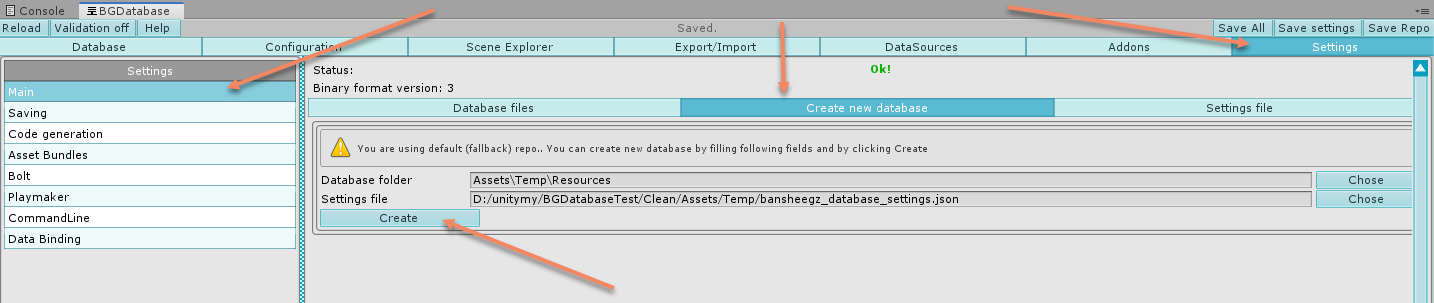 Console BGDatabase
Reload Validation off Help Saved. Save All Save settings Save Repo
Database Configuration Scene Explorer Export/Import DataSources Addons Settings
Settings
Main
Saving
Code generation
Asset Bundles
Bolt
Playmaker
CommandLine
Data Binding
Status: Ok!
Binary format version: 3
Database files Create new database Settings file
You are using default (fallback) repo.. You can create new database by filling following fields and by clicking Create
Database folder Assets\Temp\Resources Chose
Settings file D:/unitymy/BGDatabaseTest/Clean/Assets/Temp/bansheegz_database_settings.json Chose
Create